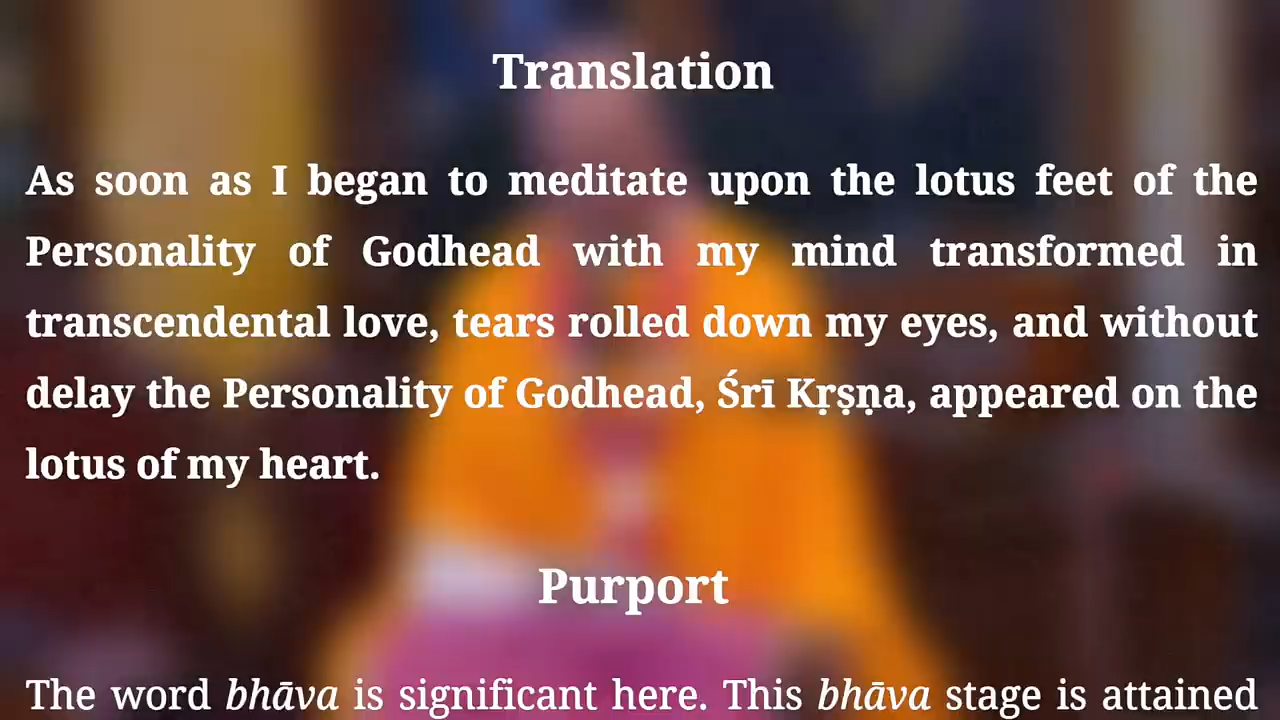 Translation
As soon as I began to meditate upon the lotus feet of the
Personality of Godhead with my mind transformed in
transcendental love, tears rolled down my eyes, and without
delay the Personality of Godhead, Śrī Kṛṣṇa, appeared on the
lotus of my heart.
Purport
The word bhāva is significant here. This bhāva stage is attained